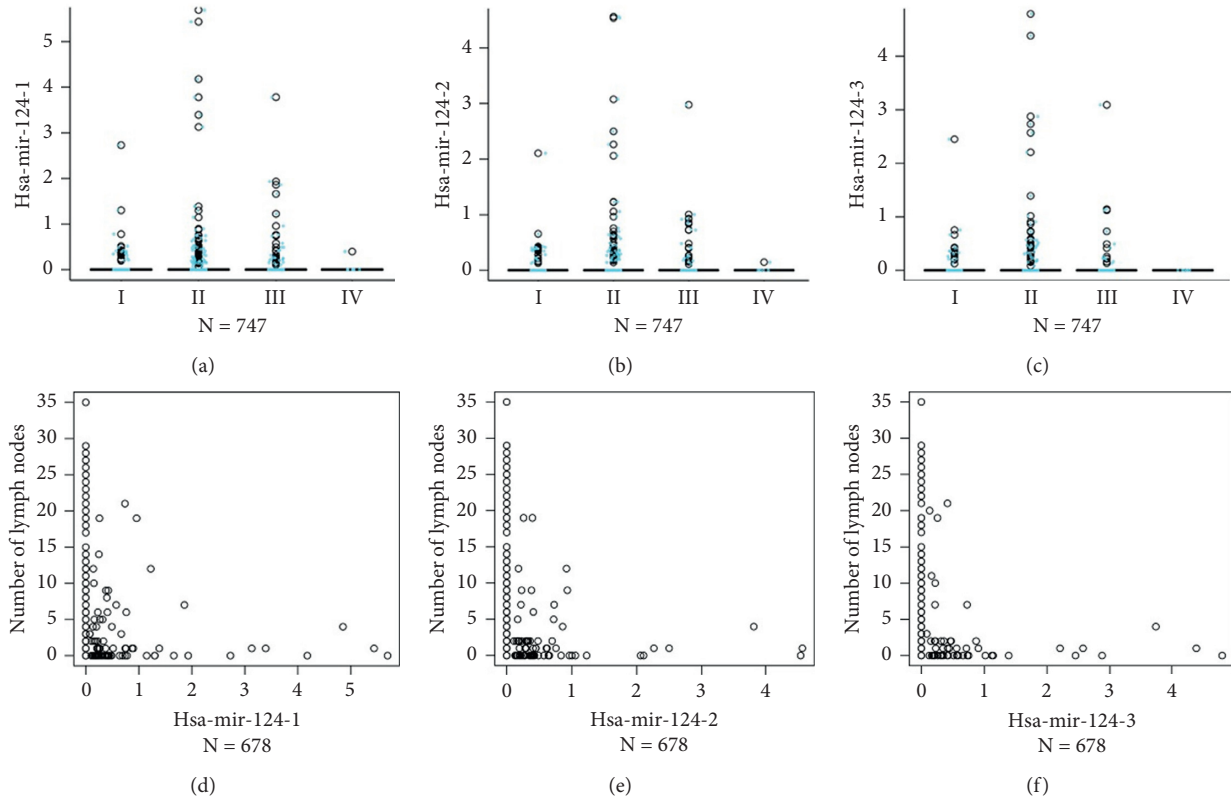 Hsa-mir-124-1
5
4
3
2
1
0
I II III IV
N = 747
(a)
Hsa-mir-124-2
4
3
2
1
0
I II III IV
N = 747
(b)
Hsa-mir-124-3
4
3
2
1
0
I II III IV
N = 747
(c)
Number of lymph nodes
35
30
25
20
15
10
5
0
0 1 2 3 4 5
Hsa-mir-124-1
N = 678
(d)
Number of lymph nodes
35
30
25
20
15
10
5
0
0 1 2 3 4
Hsa-mir-124-2
N = 678
(e)
Number of lymph nodes
35
30
25
20
15
10
5
0
0 1 2 3 4
Hsa-mir-124-3
N = 678
(f)